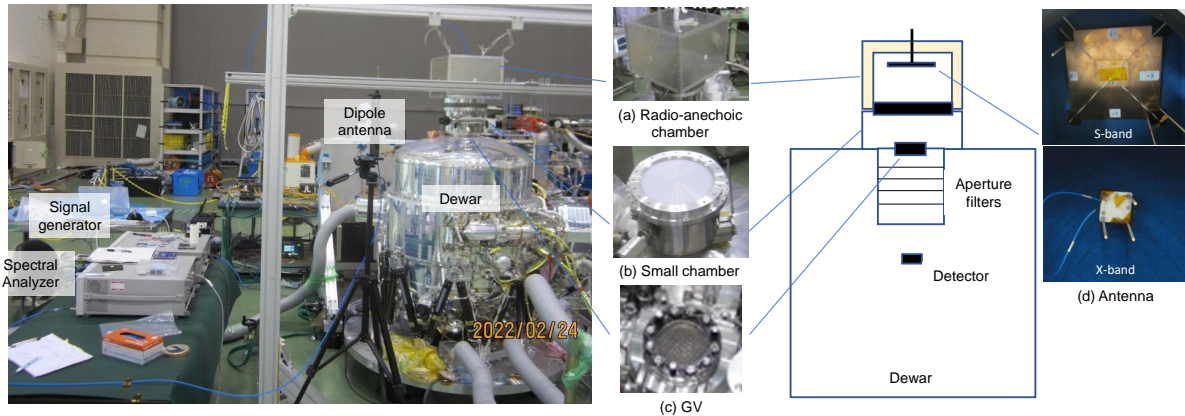 Dipole
antenna
Dewar
Signal
generator
Spectral
Analyzer
2022/02/24
(a) Radio-anechoic
chamber
(b) Small chamber
(c) GV
Aperture
filters
Detector
Dewar
S-band
X-band
(d) Antenna